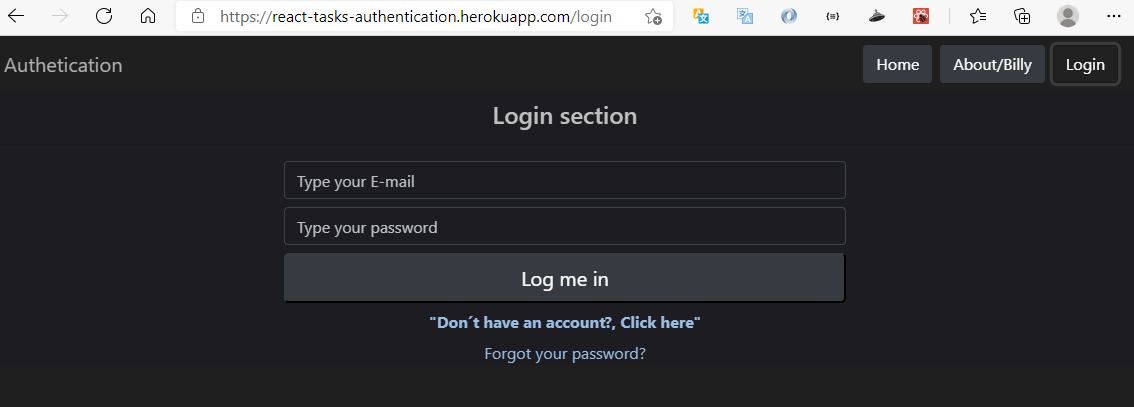 https://react-tasks-authentication.herokuapp.com/login
Authetication Home About/Billy Login
Login section
Type your E-mail
Type your password
Log me in
"Don´t have an account?, Click here"
Forgot your password?